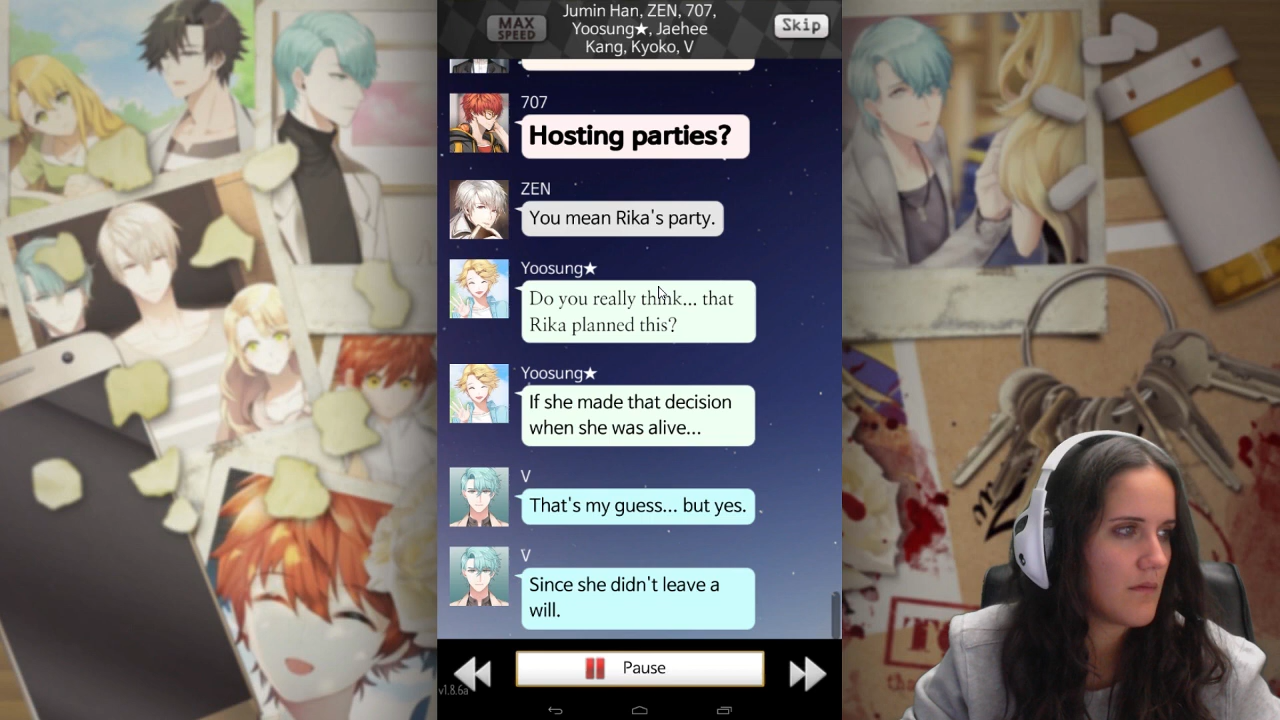 MAX
SPEED
Jumin Han, ZEN, 707,
Yoosung★, Jaehee
Kang, Kyoko, V
Skip
707
Hosting parties?
ZEN
You mean Rika's party.
Yoosung★
Do you really think... that
Rika planned this?
Yoosung★
If she made that decision
when she was alive...
V
That's my guess... but yes.
V
Since she didn't leave a
will.
Pause
v1.8.6a